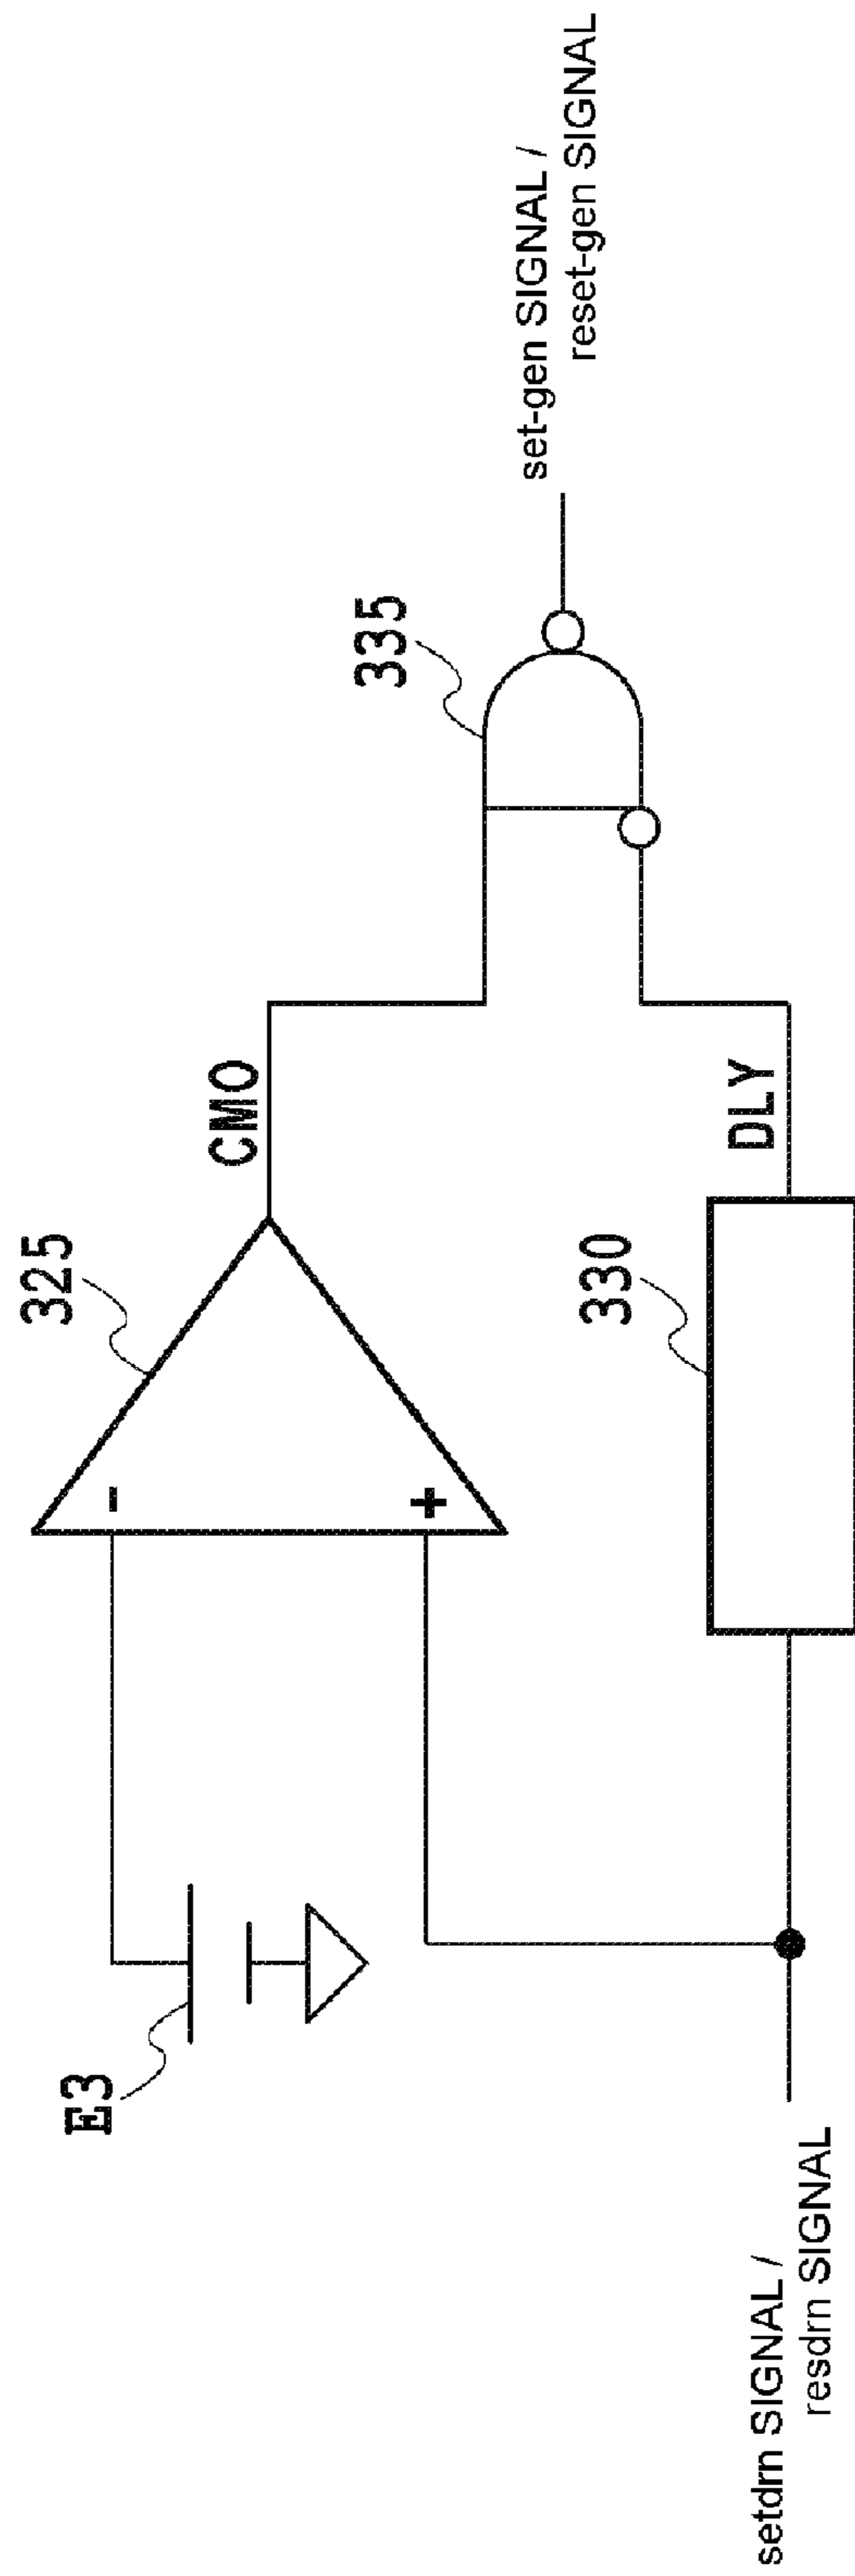 E3
-
+
325
CMO
330
DLY
335
setdrn SIGNAL /
resdrn SIGNAL
set-gen SIGNAL /
reset-gen SIGNAL